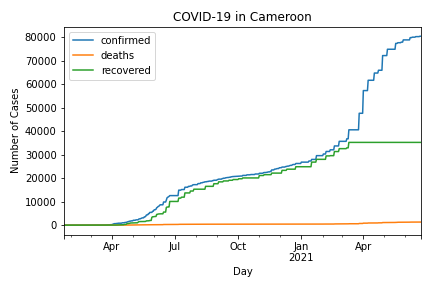 COVID-19 in Cameroon
confirmed
deaths
recovered
80000
70000
60000
50000
40000
30000
20000
10000
0
Number of Cases
Apr Jul Oct Jan Apr
2021
Day